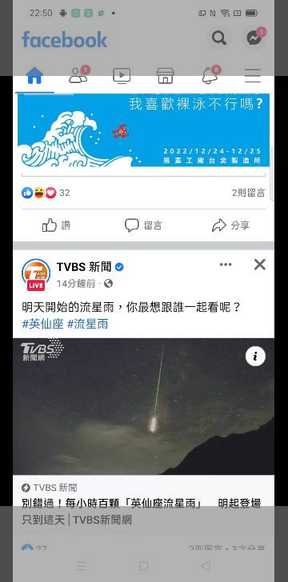 22:50
facebook
我喜歡裸泳不行嗎?
2022/12/24-12/25
2則留言
32
讚
留言
分享
TVBS 新聞
LIVE
14分鐘前
明天開始的流星雨，你最想跟誰一起看呢？
#英仙座 #流星雨
TVBS
新聞網
TVBS 新聞
別錯過！每小時百顆「英仙座流星雨」 明起登場
只到這天│TVBS新聞網
27